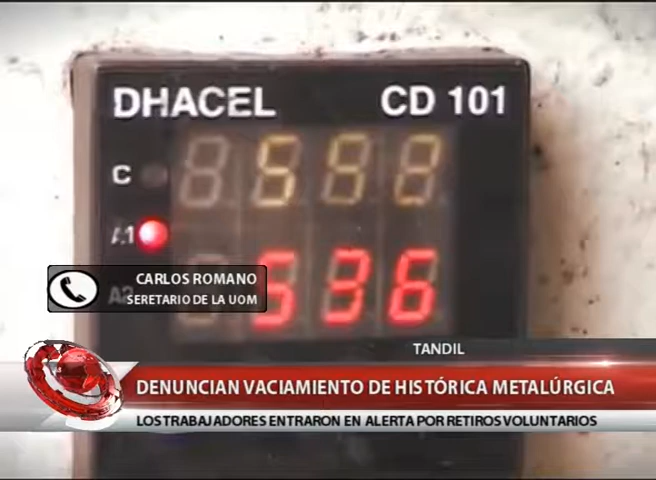 DHACEL CD 101
C
A1
536
A2
CARLOS ROMANO
SERETARIO DE LA UOM
TANDIL
DENUNCIAN VACIAMIENTO DE HISTÓRICA METALÚRGICA
LOS TRABAJADORES ENTRARON EN ALERTA POR RETIROS VOLUNTARIOS